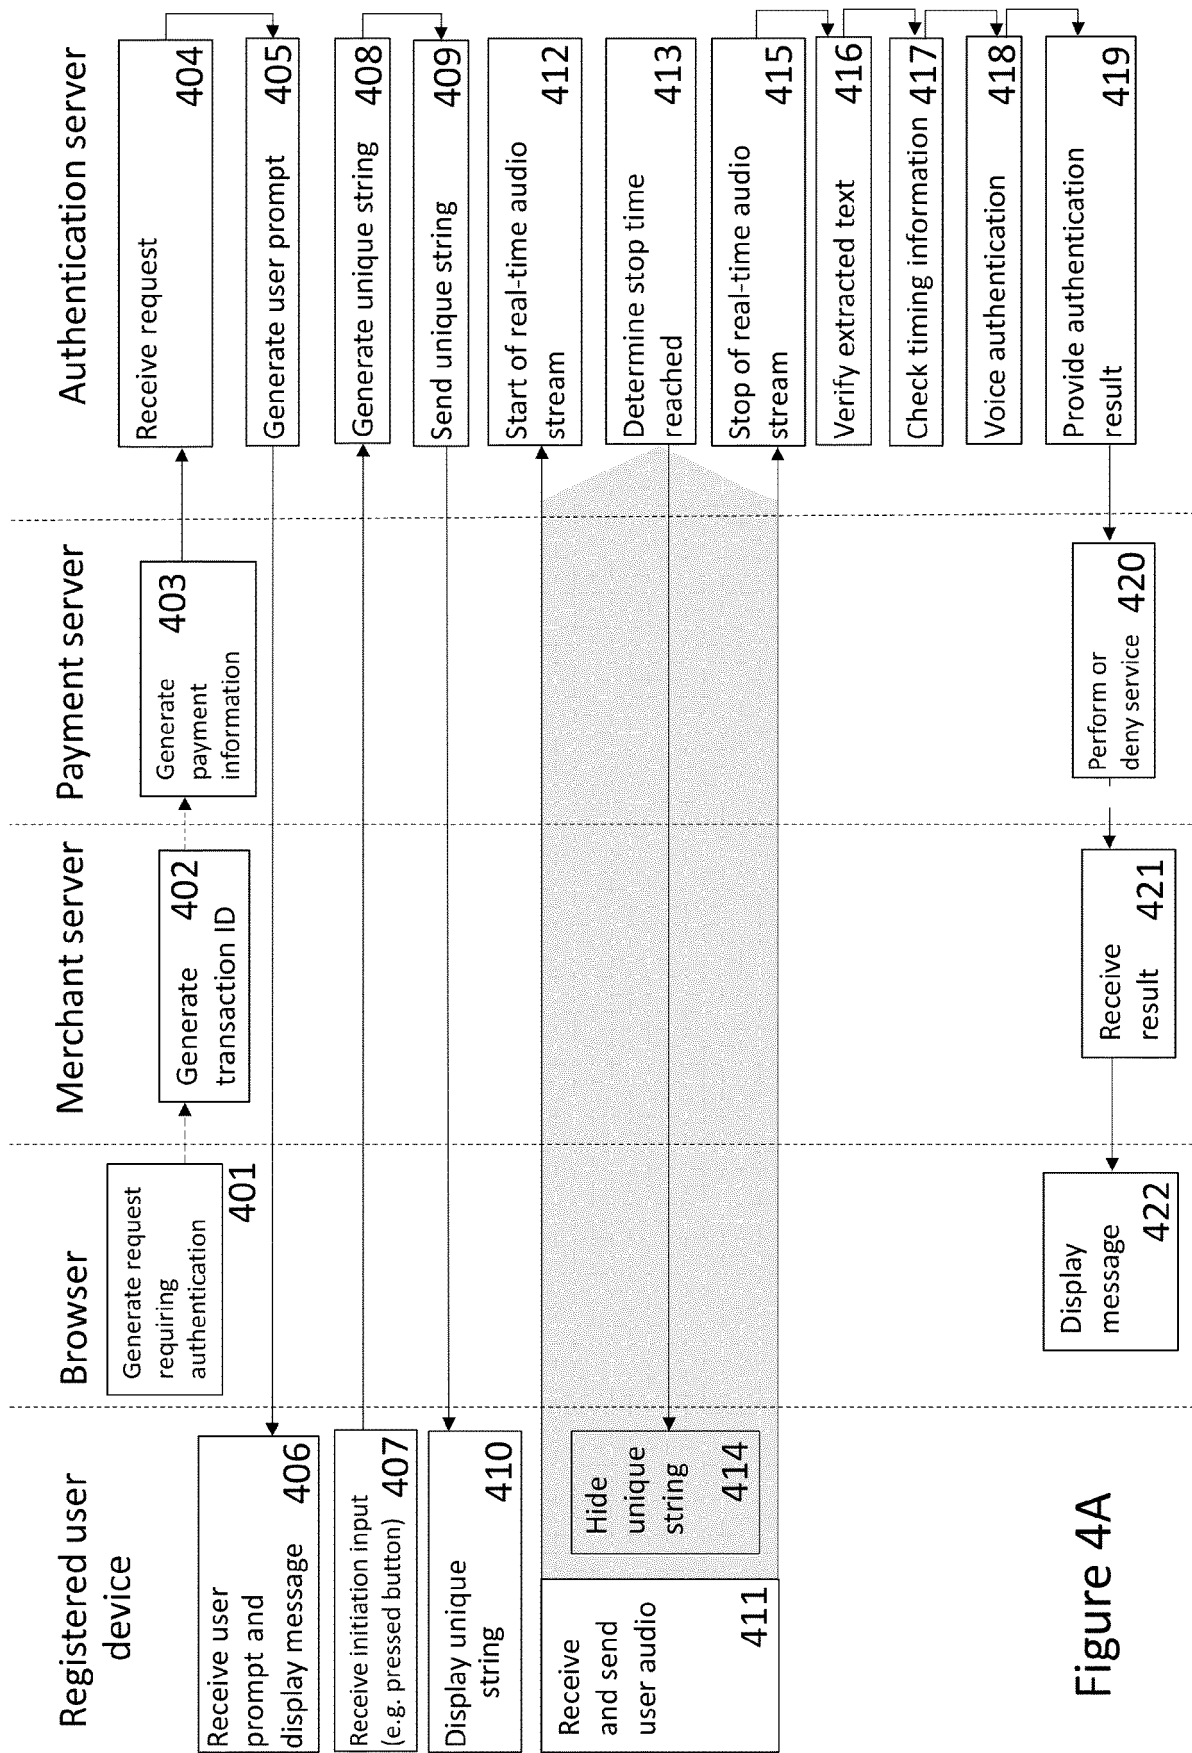 Registered user
device
Browser
Merchant server
Payment server
Authentication server
Generate request
requiring
authentication
401
Generate
402
transaction ID
Generate
403
payment
information
Receive request
404
Generate user prompt
405
Receive user
prompt and
display message
406
Receive initiation input
(e.g. pressed button)
407
Generate unique string
408
Send unique string
409
Display unique
string
410
Receive
and send
user audio
411
Start of real-time audio
stream
412
Determine stop time
reached
413
Hide
unique
string
414
Stop of real-time audio
stream
415
Verify extracted text
416
Check timing information
417
Voice authentication
418
Provide authentication
result
419
Perform or
deny service
420
Receive
result
421
Display
message
422
Figure 4A